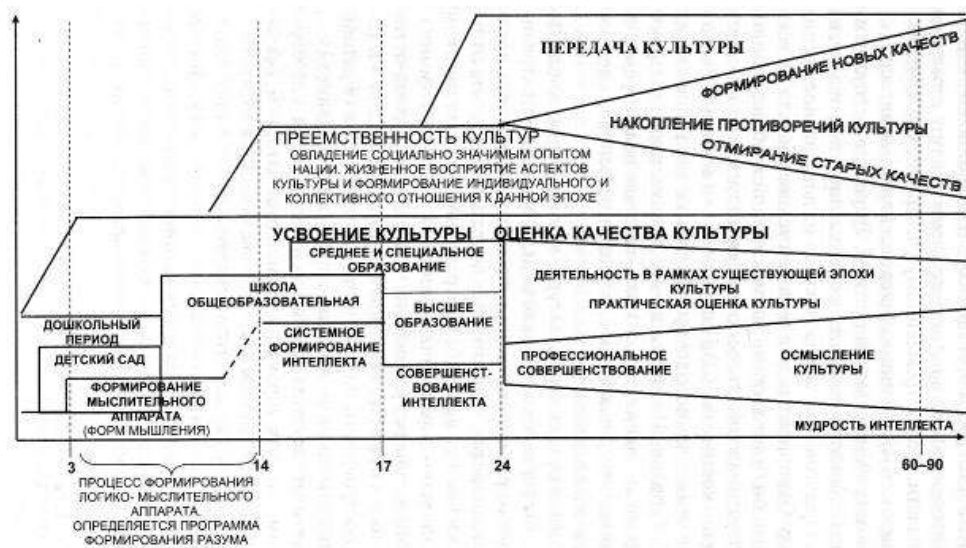 ПЕРЕДАЧА КУЛЬТУРЫ
ФОРМИРОВАНИЕ НОВЫХ КАЧЕСТВ
НАКОПЛЕНИЕ ПРОТИВОРЕЧИЙ КУЛЬТУРЫ
ОТМИРАНИЕ СТАРЫХ КАЧЕСТВ
ПРЕЕМСТВЕННОСТЬ КУЛЬТУР
ОВЛАДЕНИЕ СОЦИАЛЬНО ЗНАЧИМЫМ ОПЫТОМ
НАЦИИ. ЖИЗНЕННОЕ ВОСПРИЯТИЕ АСПЕКТОВ
КУЛЬТУРЫ И ФОРМИРОВАНИЕ ИНДИВИДУАЛЬНОГО И
КОЛЛЕКТИВНОГО ОТНОШЕНИЯ К ДАННОЙ ЭПОХЕ
УСВОЕНИЕ КУЛЬТУРЫ
ОЦЕНКА КАЧЕСТВА КУЛЬТУРЫ
СРЕДНЕЕ И СПЕЦИАЛЬНОЕ
ОБРАЗОВАНИЕ
ШКОЛА
ОБЩЕОБРАЗОВАТЕЛЬНАЯ
ДЕЯТЕЛЬНОСТЬ В РАМКАХ СУЩЕСТВУЮЩЕЙ ЭПОХИ
КУЛЬТУРЫ
ПРАКТИЧЕСКАЯ ОЦЕНКА КУЛЬТУРЫ
ВЫСШЕЕ
ОБРАЗОВАНИЕ
ДОШКОЛЬНЫЙ
ПЕРИОД
ДЕТСКИЙ САД
СИСТЕМНОЕ
ФОРМИРОВАНИЕ
ИНТЕЛЛЕКТА
ФОРМИРОВАНИЕ
МЫСЛИТЕЛЬНОГО
АППАРАТА
(ФОРМ МЫШЛЕНИЯ)
СОВЕРШЕНСТ-
ВОВАНИЕ
ИНТЕЛЛЕКТА
ПРОФЕССИОНАЛЬНОЕ
СОВЕРШЕНСТВОВАНИЕ
ОСМЫСЛЕНИЕ
КУЛЬТУРЫ
МУДРОСТЬ ИНТЕЛЛЕКТА
3
14
17
24
60–90
ПРОЦЕСС ФОРМИРОВАНИЯ
ЛОГИКО- МЫСЛИТЕЛЬНОГО
АППАРАТА.
ОПРЕДЕЛЯЕТСЯ ПРОГРАММА
ФОРМИРОВАНИЯ РАЗУМА